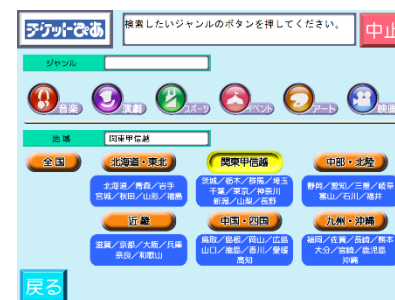 チケットぴあ
検索したいジャンルのボタンを押してください。
中止
ジャンル
音楽
演劇
スポーツ
イベント
アート
映画
地域
関東甲信越
全国
北海道・東北
関東甲信越
中部・北陸
北海道/青森/岩手
宮城/秋田/山形/福島
茨城/栃木/群馬/埼玉
千葉/東京/神奈川
新潟/山梨/長野
静岡/愛知/三重/岐阜
富山/石川/福井
近畿
中国・四国
九州・沖縄
滋賀/京都/大阪/兵庫
奈良/和歌山
鳥取/島根/岡山/広島
山口/徳島/香川/愛媛
高知
福岡/佐賀/長崎/熊本
大分/宮崎/鹿児島
沖縄
戻る